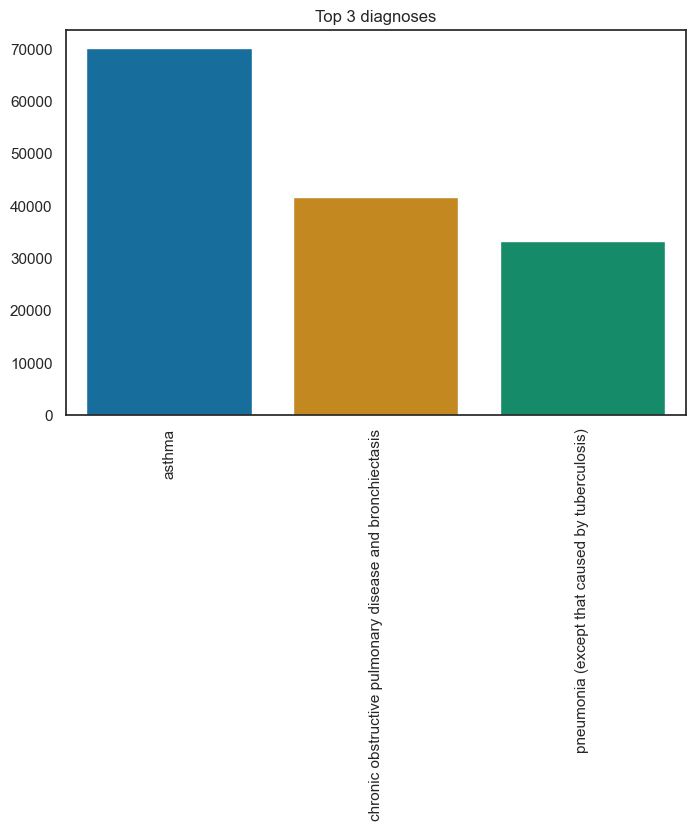 Top 3 diagnoses
70000
60000
50000
40000
30000
20000
10000
0
asthma
chronic obstructive pulmonary disease and bronchiectasis
pneumonia (except that caused by tuberculosis)